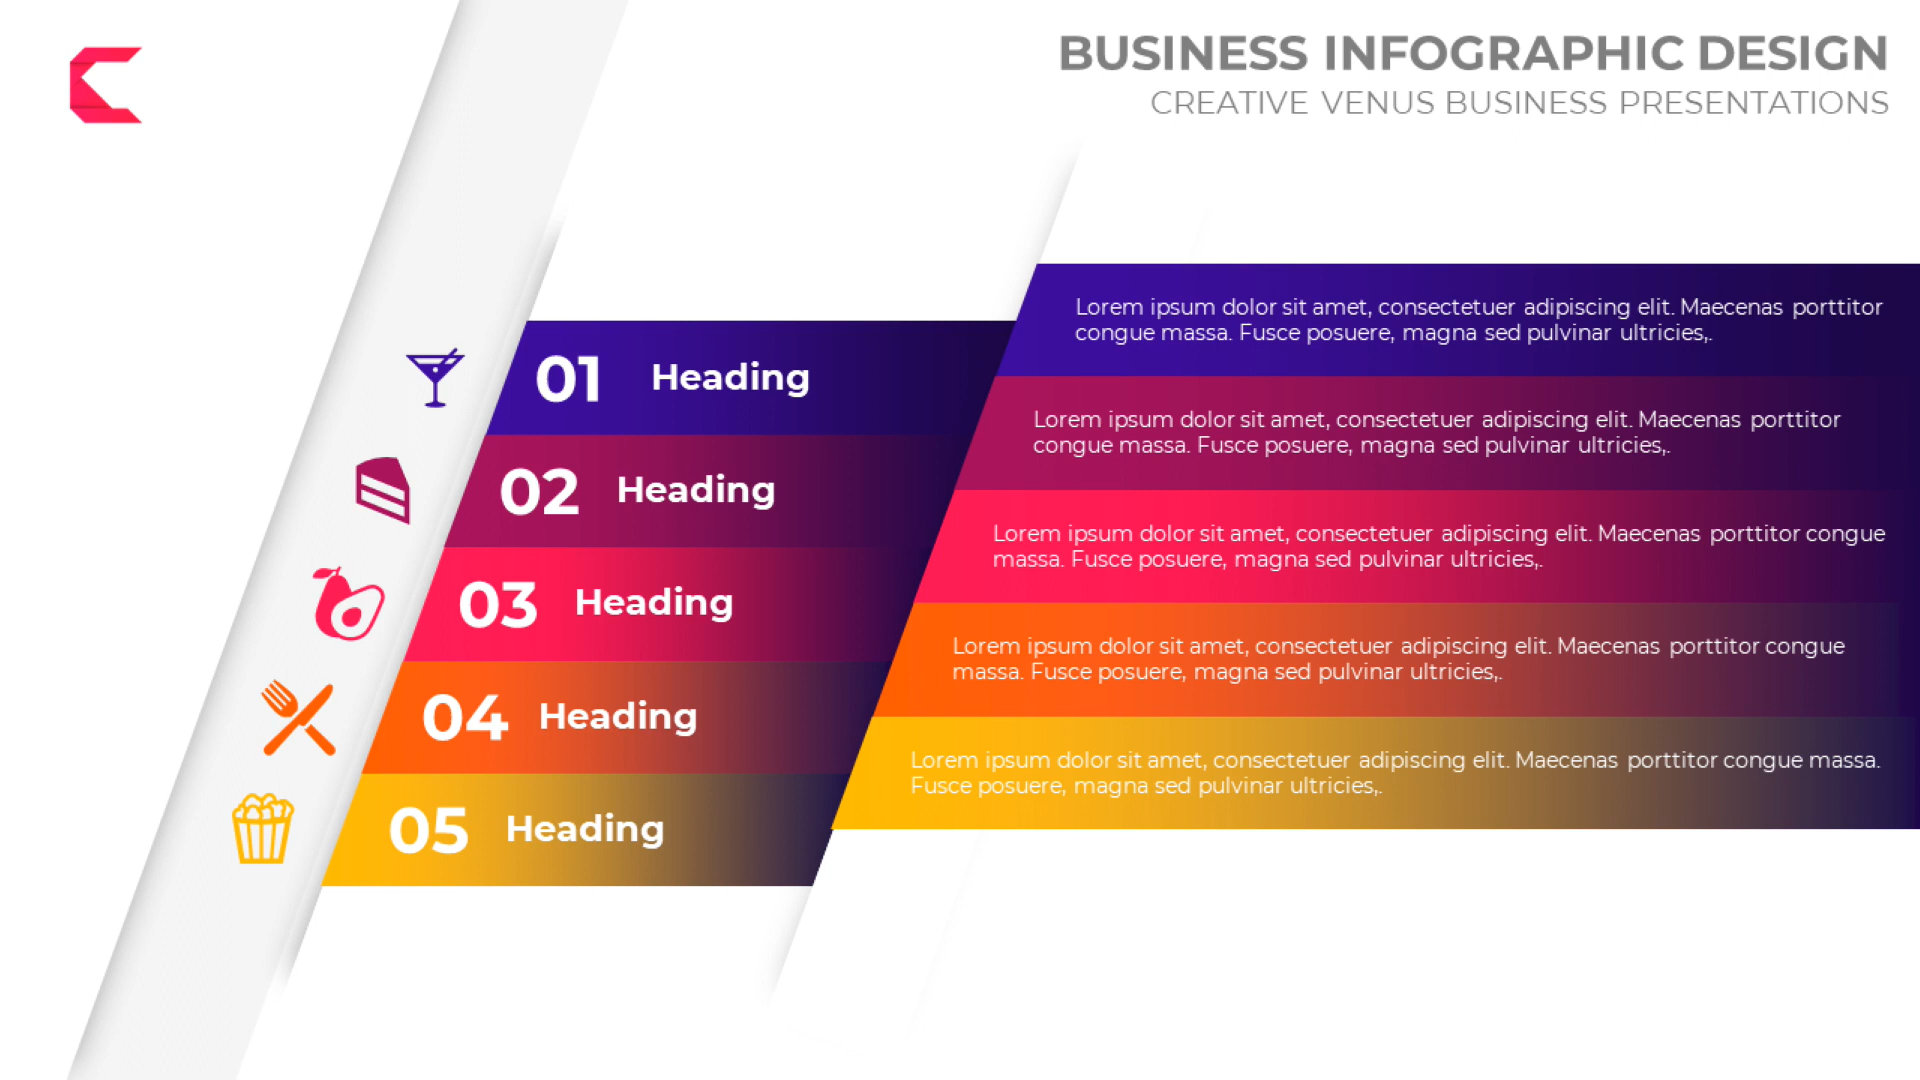 BUSINESS INFOGRAPHIC DESIGN
CREATIVE VENUS BUSINESS PRESENTATIONS
01 Heading
Lorem ipsum dolor sit amet, consectetuer adipiscing elit. Maecenas porttitor
congue massa. Fusce posuere, magna sed pulvinar ultricies,.
02 Heading
Lorem ipsum dolor sit amet, consectetuer adipiscing elit. Maecenas porttitor
congue massa. Fusce posuere, magna sed pulvinar ultricies,.
03 Heading
Lorem ipsum dolor sit amet, consectetuer adipiscing elit. Maecenas porttitor congue
massa. Fusce posuere, magna sed pulvinar ultricies,.
04 Heading
Lorem ipsum dolor sit amet, consectetuer adipiscing elit. Maecenas porttitor congue
massa. Fusce posuere, magna sed pulvinar ultricies,.
05 Heading
Lorem ipsum dolor sit amet, consectetuer adipiscing elit. Maecenas porttitor congue massa.
Fusce posuere, magna sed pulvinar ultricies,.